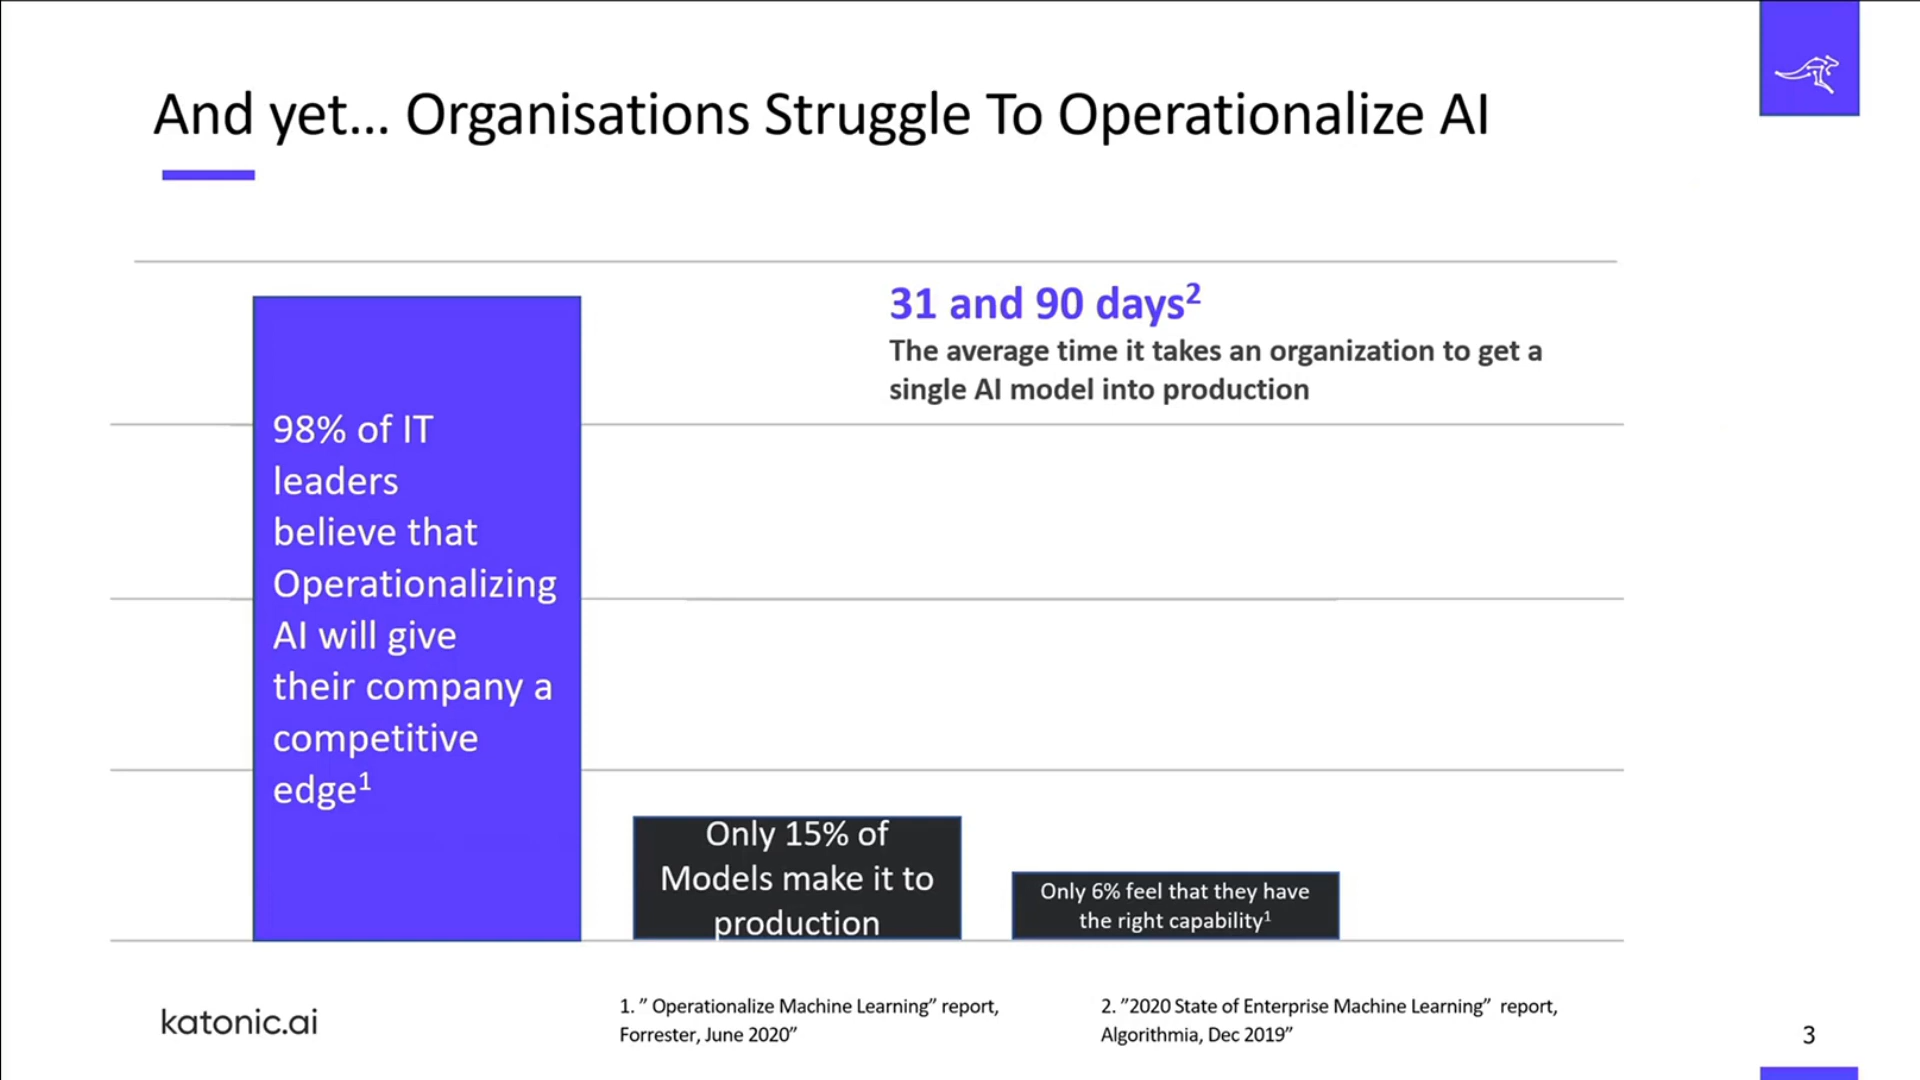 And yet... Organisations Struggle To Operationalize AI
31 and 90 days²
The average time it takes an organization to get a
single AI model into production
98% of IT
leaders
believe that
Operationalizing
AI will give
their company a
competitive
edge¹
Only 15% of
Models make it to
production
Only 6% feel that they have
the right capability¹
katonic.ai
1. ” Operationalize Machine Learning” report,
Forrester, June 2020”
2. ”2020 State of Enterprise Machine Learning”  report,
Algorithmia, Dec 2019”
3